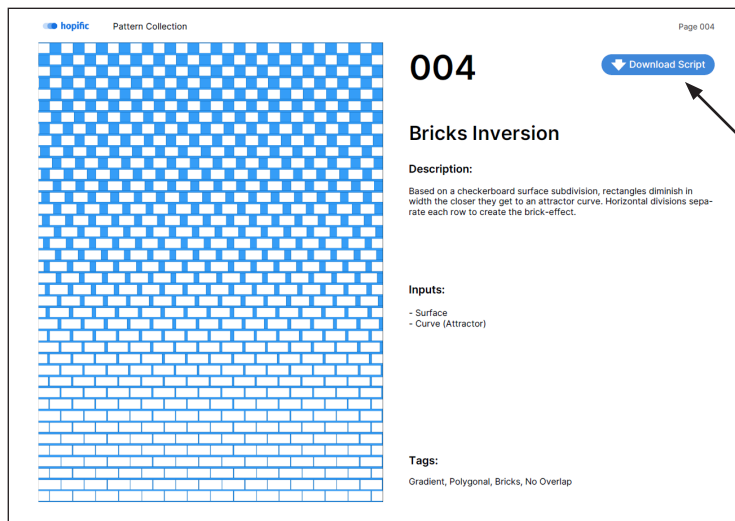 hopific
Pattern Collection
Page 004
004
Download Script
Bricks Inversion
Description:
Based on a checkerboard surface subdivision, rectangles diminish in
width the closer they get to an attractor curve. Horizontal divisions sepa-
rate each row to create the brick-effect.
Inputs:
- Surface
- Curve (Attractor)
Tags:
Gradient, Polygonal, Bricks, No Overlap